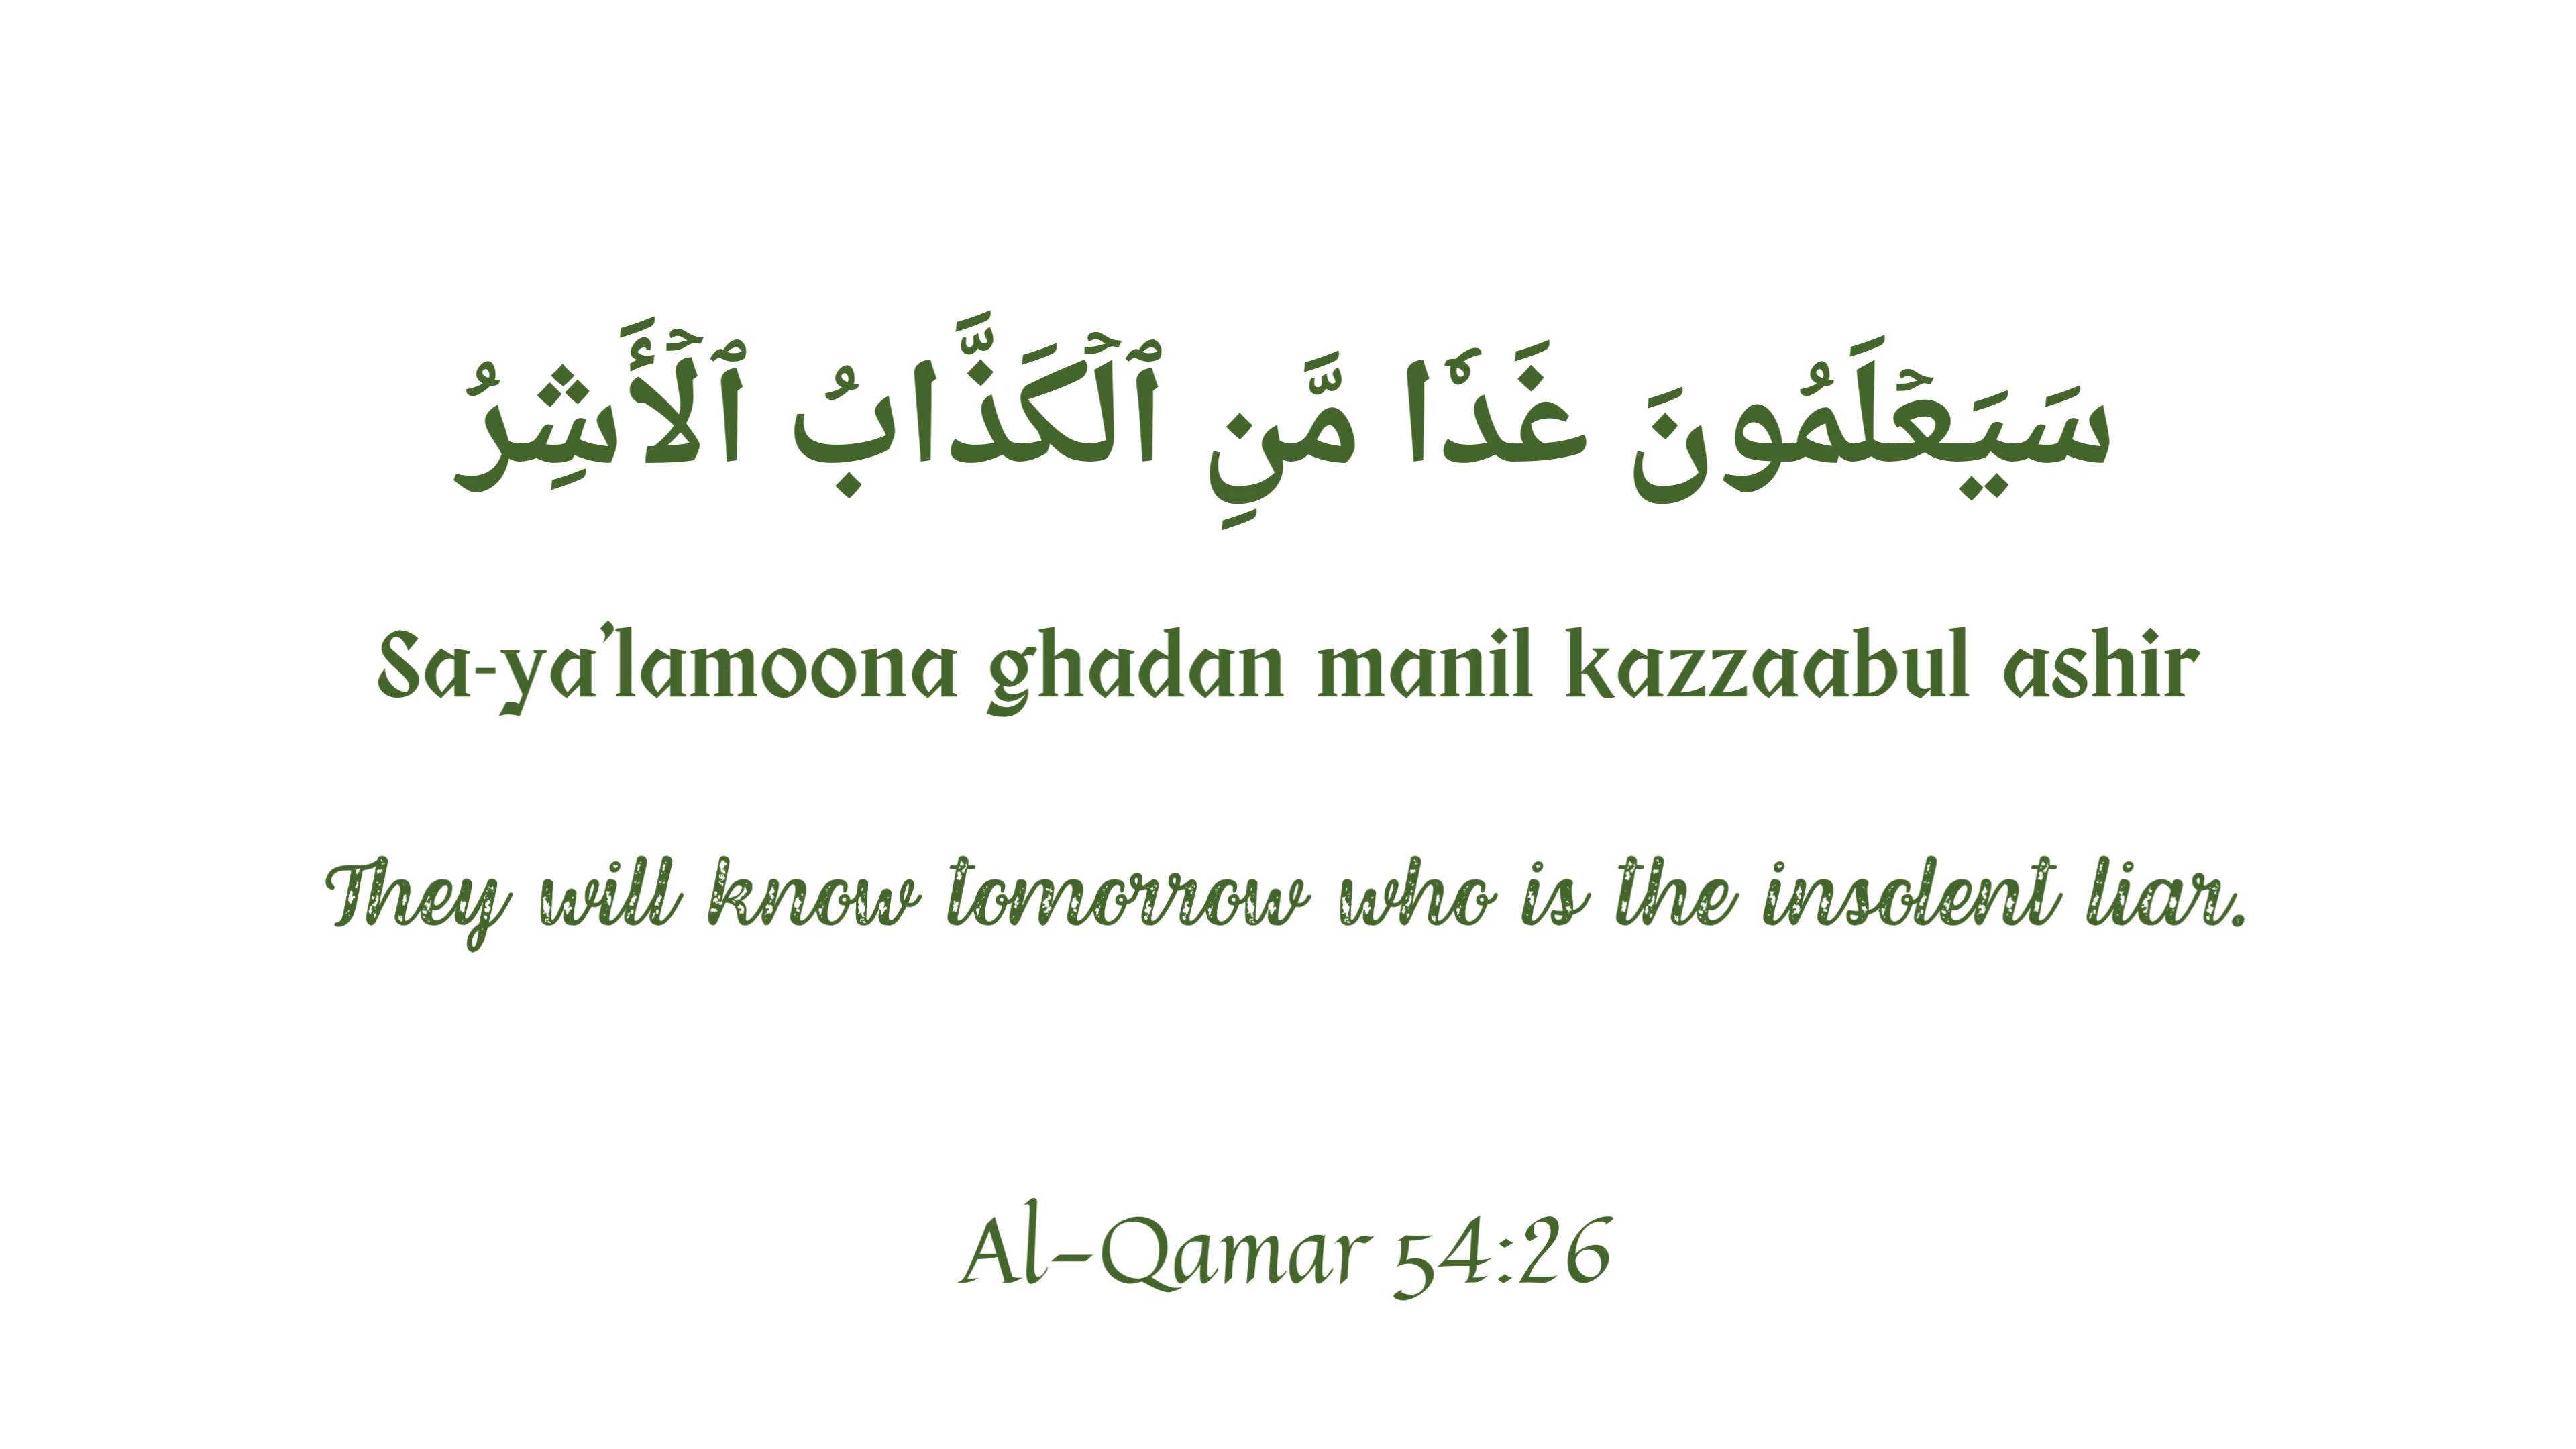 سَيَعۡلَمُونَ غَدٗا مَّنِ ٱلۡكَذَّابُ ٱلۡأَشِرُ
Sa-ya’lamoona ghadan manil kazzaabul ashir
They will know tomorrow who is the insolent liar.
Al-Qamar 54:26